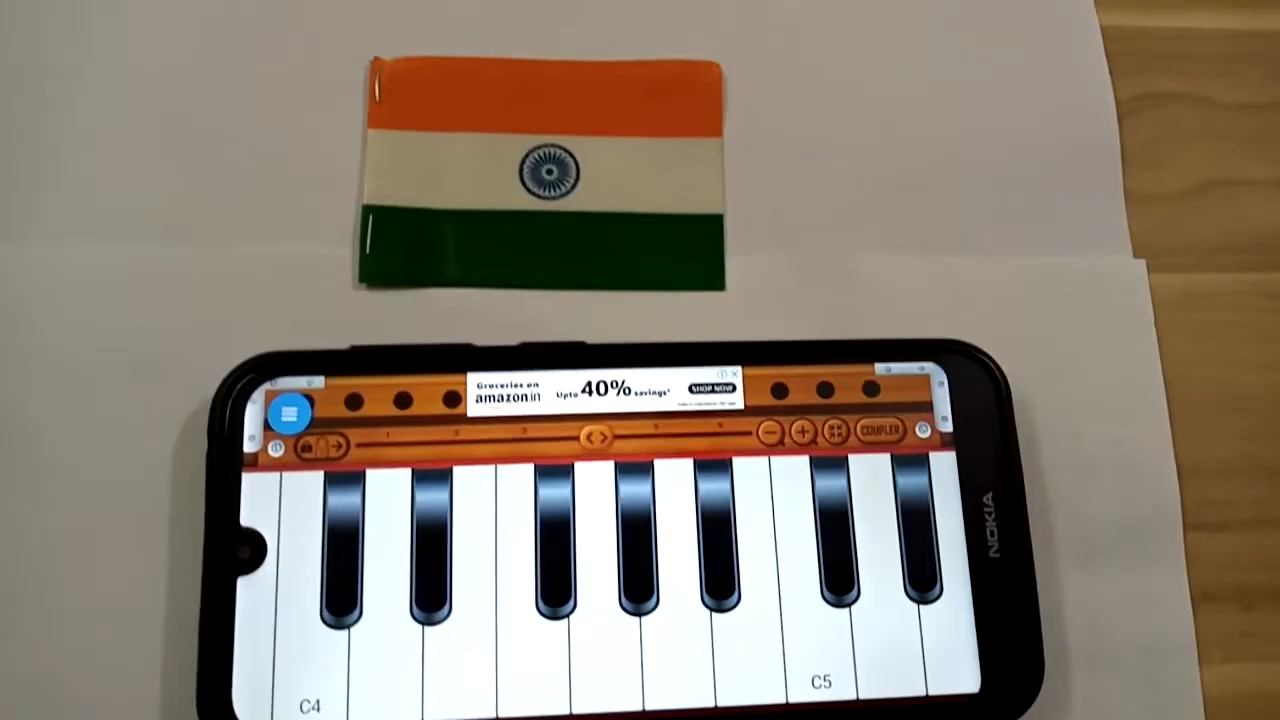 Groceries on
amazon.in
Upto 40% savings*
SHOP NOW
COUPLER
NOKIA
C4
C5